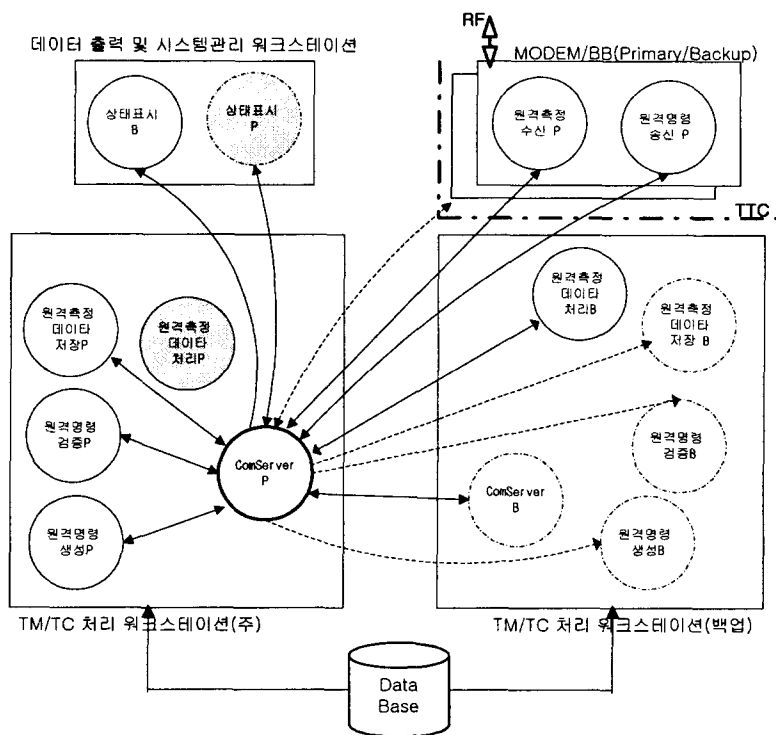 데이터 출력 및 시스템관리 워크스테이션
RF
MODEM/BB(Primary/Backup)
상태표시
B
상태표시
P
원격측정
수신 P
원격명령
송신 P
TTC
원격측정
데이타
저장P
원격측정
데이타
처리P
원격명령
검증P
원격명령
생성P
ComServer
P
원격측정
데이타
처리B
원격측정
데이타
저장 B
원격명령
검증B
ComServer
B
원격명령
생성B
TM/TC 처리 워크스테이션(주)
TM/TC 처리 워크스테이션(백업)
Data
Base